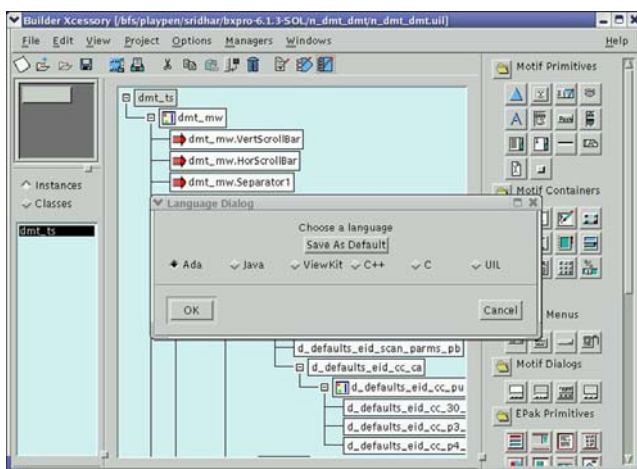 Builder Xcessory [/bfs/playpen/sridhar/bxpro-6.1.3-SOL/n_dmt_dmt/n_dmt_dmt.uil]
File Edit View Project Options Managers Windows Help
Motif Primitives
dmt_ts
dmt_mw
dmt_mw.VertScrollBar
dmt_mw.HorScrollBar
dmt_mw.Separator1
Instances
Classes
dmt_ts
Motif Containers
Language Dialog
Choose a language
Save As Default
Ada Java ViewKit C++ C UIL
OK Cancel
Menus
d_defaults_eid_scan_parms_pb
d_defaults_eid_cc_ca
d_defaults_eid_cc_pu
d_defaults_eid_cc_30_
d_defaults_eid_cc_p3_
d_defaults_eid_cc_p4_
Motif Dialogs
EPak Primitives